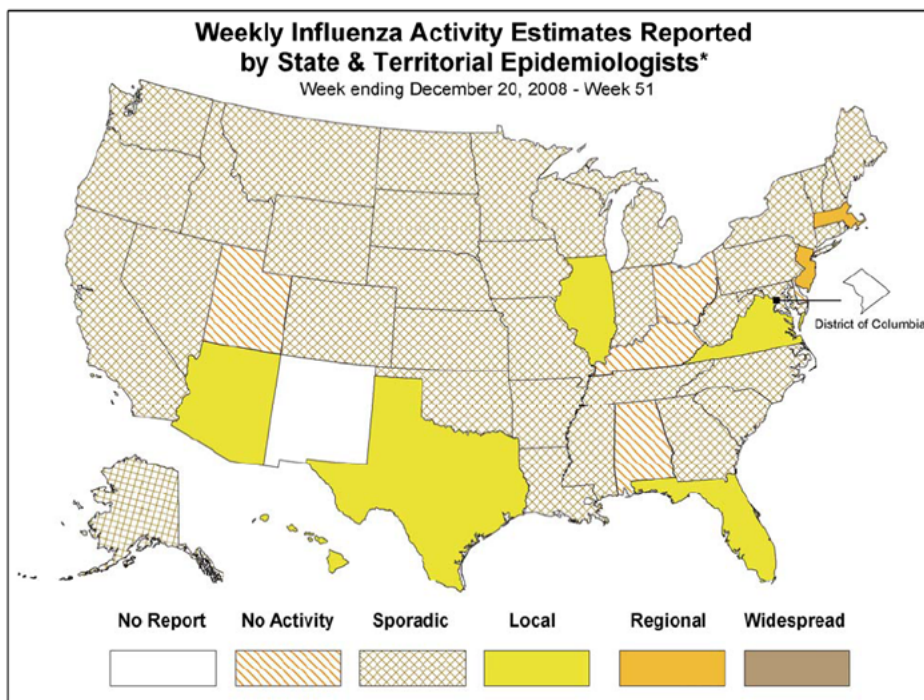 Weekly Influenza Activity Estimates Reported
by State & Territorial Epidemiologists*
Week ending December 20, 2008 - Week 51
District of Columbia
No Report No Activity Sporadic Local Regional Widespread